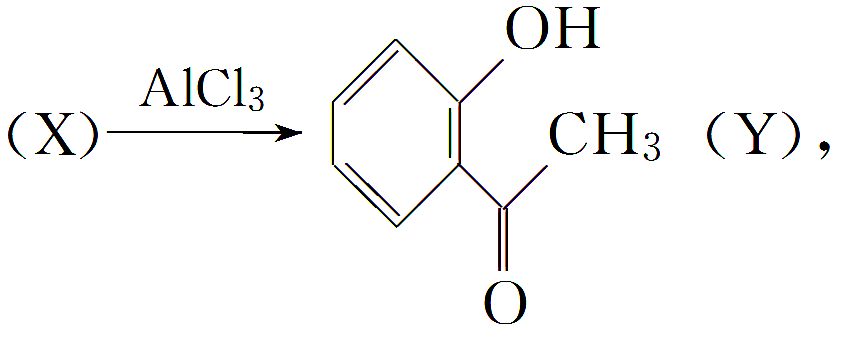 OH
AlCl₃
(X) CH₃ (Y),
O